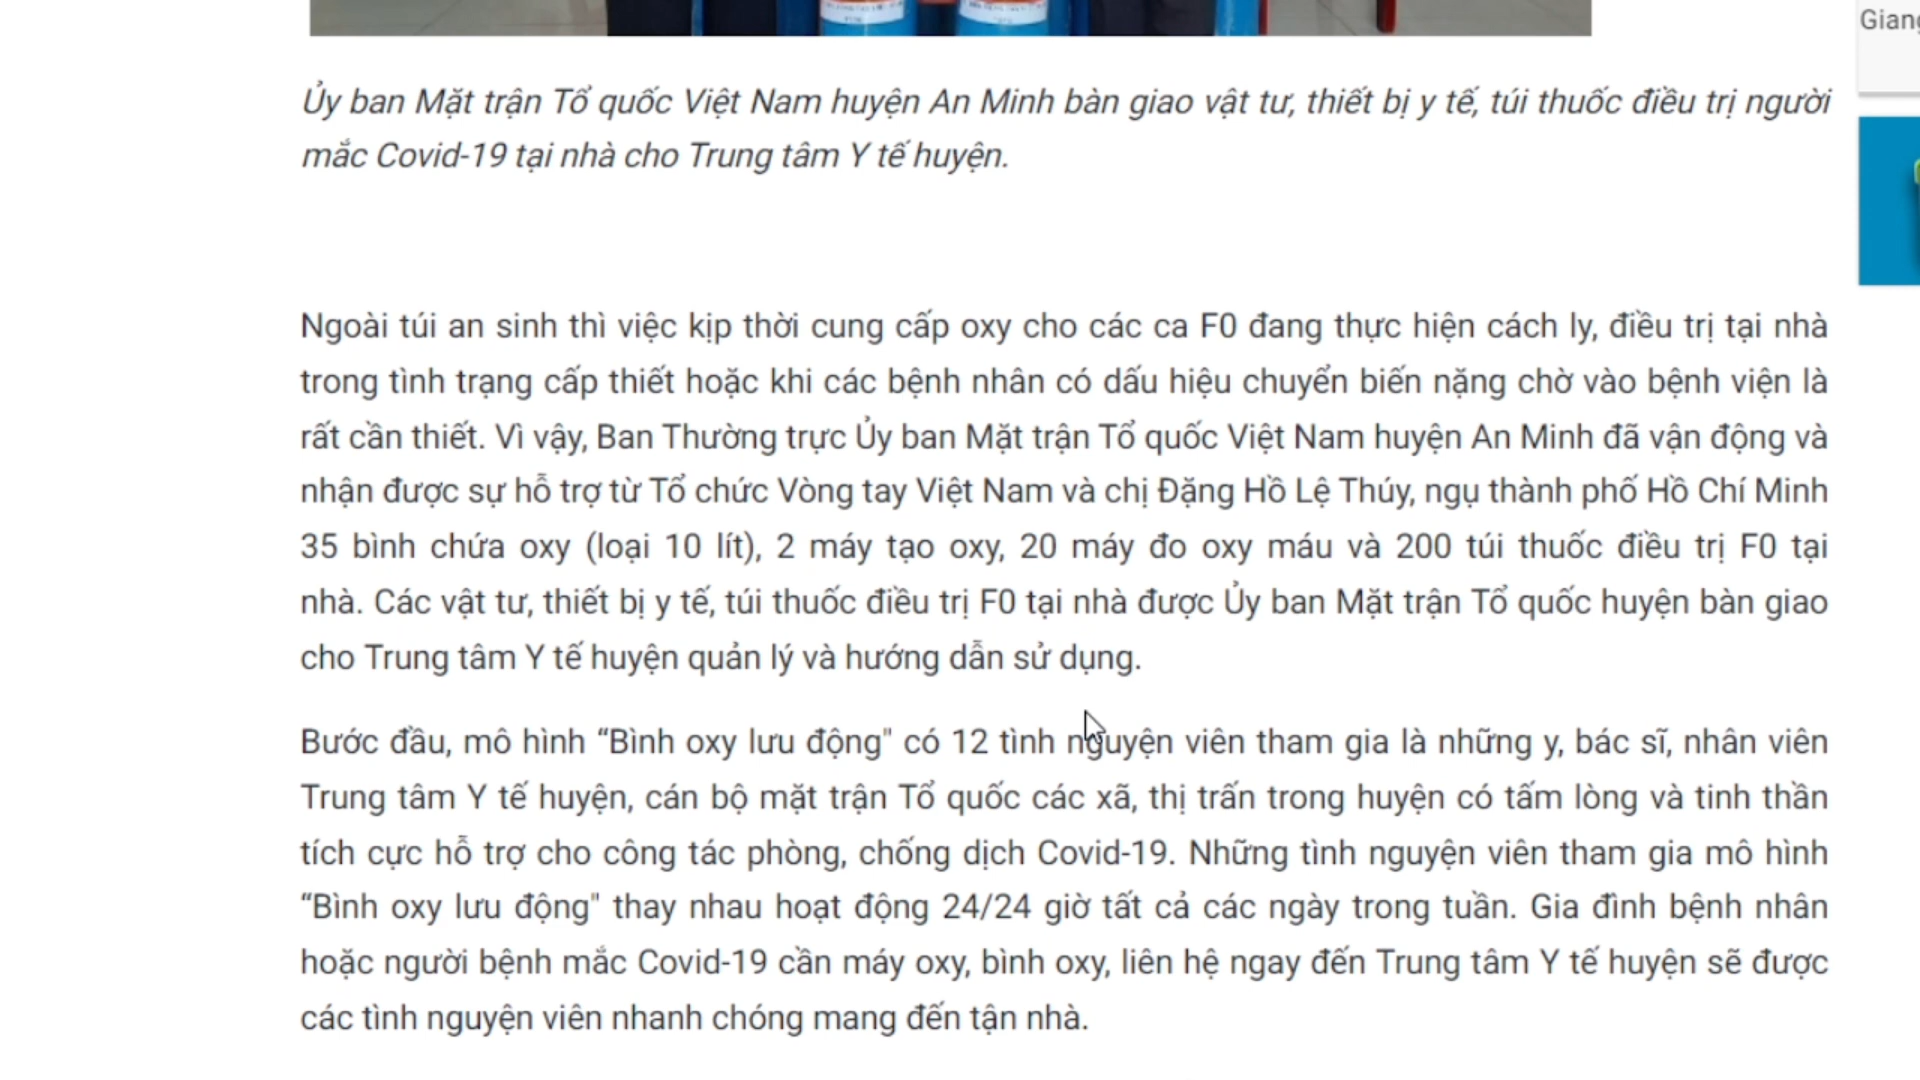 Giang
Ủy ban Mặt trận Tổ quốc Việt Nam huyện An Minh bàn giao vật tư, thiết bị y tế, túi thuốc điều trị người
mắc Covid-19 tại nhà cho Trung tâm Y tế huyện.
Ngoài túi an sinh thì việc kịp thời cung cấp oxy cho các ca F0 đang thực hiện cách ly, điều trị tại nhà
trong tình trạng cấp thiết hoặc khi các bệnh nhân có dấu hiệu chuyển biến nặng chờ vào bệnh viện là
rất cần thiết. Vì vậy, Ban Thường trực Ủy ban Mặt trận Tổ quốc Việt Nam huyện An Minh đã vận động và
nhận được sự hỗ trợ từ Tổ chức Vòng tay Việt Nam và chị Đặng Hồ Lệ Thúy, ngụ thành phố Hồ Chí Minh
35 bình chứa oxy (loại 10 lít), 2 máy tạo oxy, 20 máy đo oxy máu và 200 túi thuốc điều trị F0 tại
nhà. Các vật tư, thiết bị y tế, túi thuốc điều trị F0 tại nhà được Ủy ban Mặt trận Tổ quốc huyện bàn giao
cho Trung tâm Y tế huyện quản lý và hướng dẫn sử dụng.
Bước đầu, mô hình “Bình oxy lưu động" có 12 tình nguyện viên tham gia là những y, bác sĩ, nhân viên
Trung tâm Y tế huyện, cán bộ mặt trận Tổ quốc các xã, thị trấn trong huyện có tấm lòng và tinh thần
tích cực hỗ trợ cho công tác phòng, chống dịch Covid-19. Những tình nguyện viên tham gia mô hình
“Bình oxy lưu động" thay nhau hoạt động 24/24 giờ tất cả các ngày trong tuần. Gia đình bệnh nhân
hoặc người bệnh mắc Covid-19 cần máy oxy, bình oxy, liên hệ ngay đến Trung tâm Y tế huyện sẽ được
các tình nguyện viên nhanh chóng mang đến tận nhà.